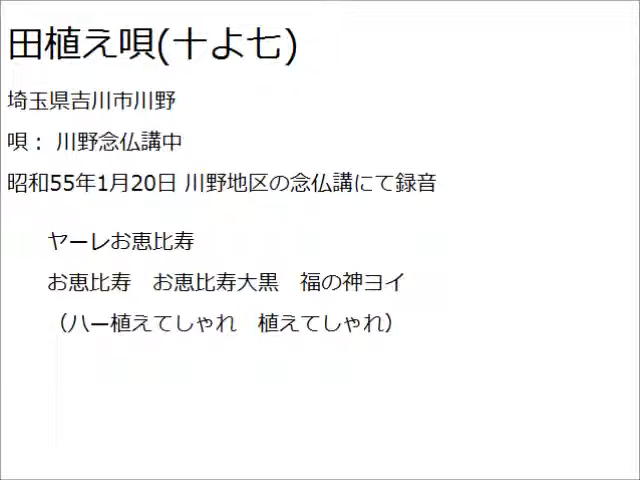 田植え唄(十よ七)
埼玉県吉川市川野
唄： 川野念仏講中
昭和55年1月20日 川野地区の念仏講にて録音
ヤーレお恵比寿
お恵比寿　お恵比寿大黒　福の神ヨイ
（ハー植えてしゃれ　植えてしゃれ）